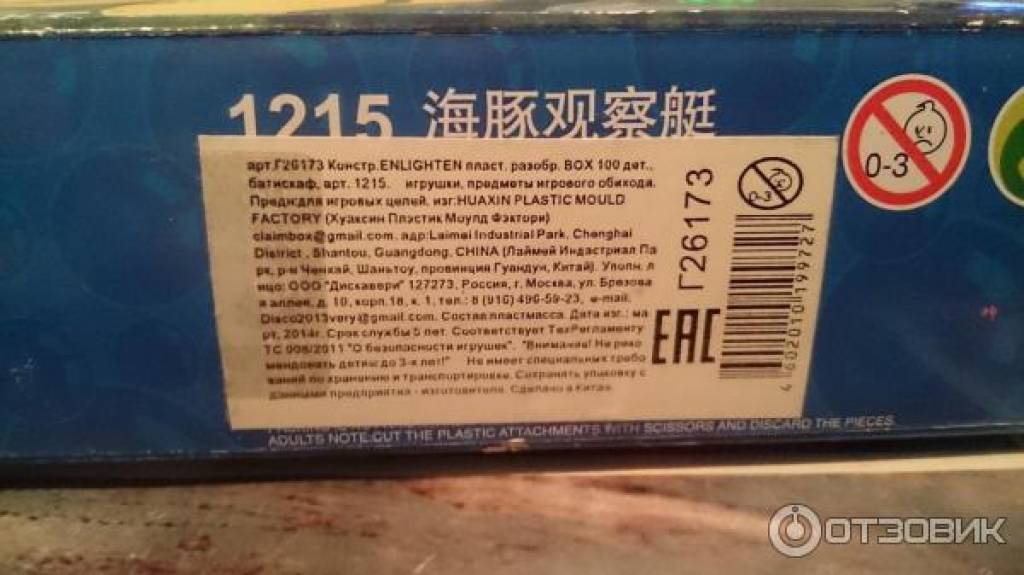 1215 海豚观察艇
арт.Г26173 Констр.ENLIGHTEN пласт. разобр. BOX 100 дет.,
батискаф, арт. 1215. игрушки, предметы игрового обихода.
Предн:для игровых целей. изг:HUAXIN PLASTIC MOULD
FACTORY (Хуаксин Плэстик Моулд Фэктори)
claimbox@gmail.com. адр:Laimei Industrial Park, Chenghai
District , Shantou, Guangdong, CHINA (Лаймей Индастриал Па
рк, р-н Ченхай, Шаньтоу, провинция Гуандун, Китай). Уполн. л
ицо: ООО "Дискавери" 127273, Россия, г. Москва, ул. Березова
я аллея, д. 10, корп.18, к. 1, тел.: 8 (916) 496-59-23, e-mail.
Disco2013very@gmail.com. Состав:пластмасса. Дата изг.: ма
рт, 2014г. Срок службы 5 лет. Соответствует ТехРегламенту
ТС 008/2011 "О безопасности игрушек". "Внимание! Не реко
мендовать детям до 3-х лет!" Не имеет специальных требо
ваний по хранению и транспортировке. Сохранять упаковку с
данными предприятия - изготовителя. Сделано в Китае.
Г26173
0-3
EAC
4602010199727
0-3
ADULTS NOTE:CUT THE PLASTIC ATTACHMENTS WITH SCISSORS AND DISCARD THE PIECES.
ОТЗОВИК